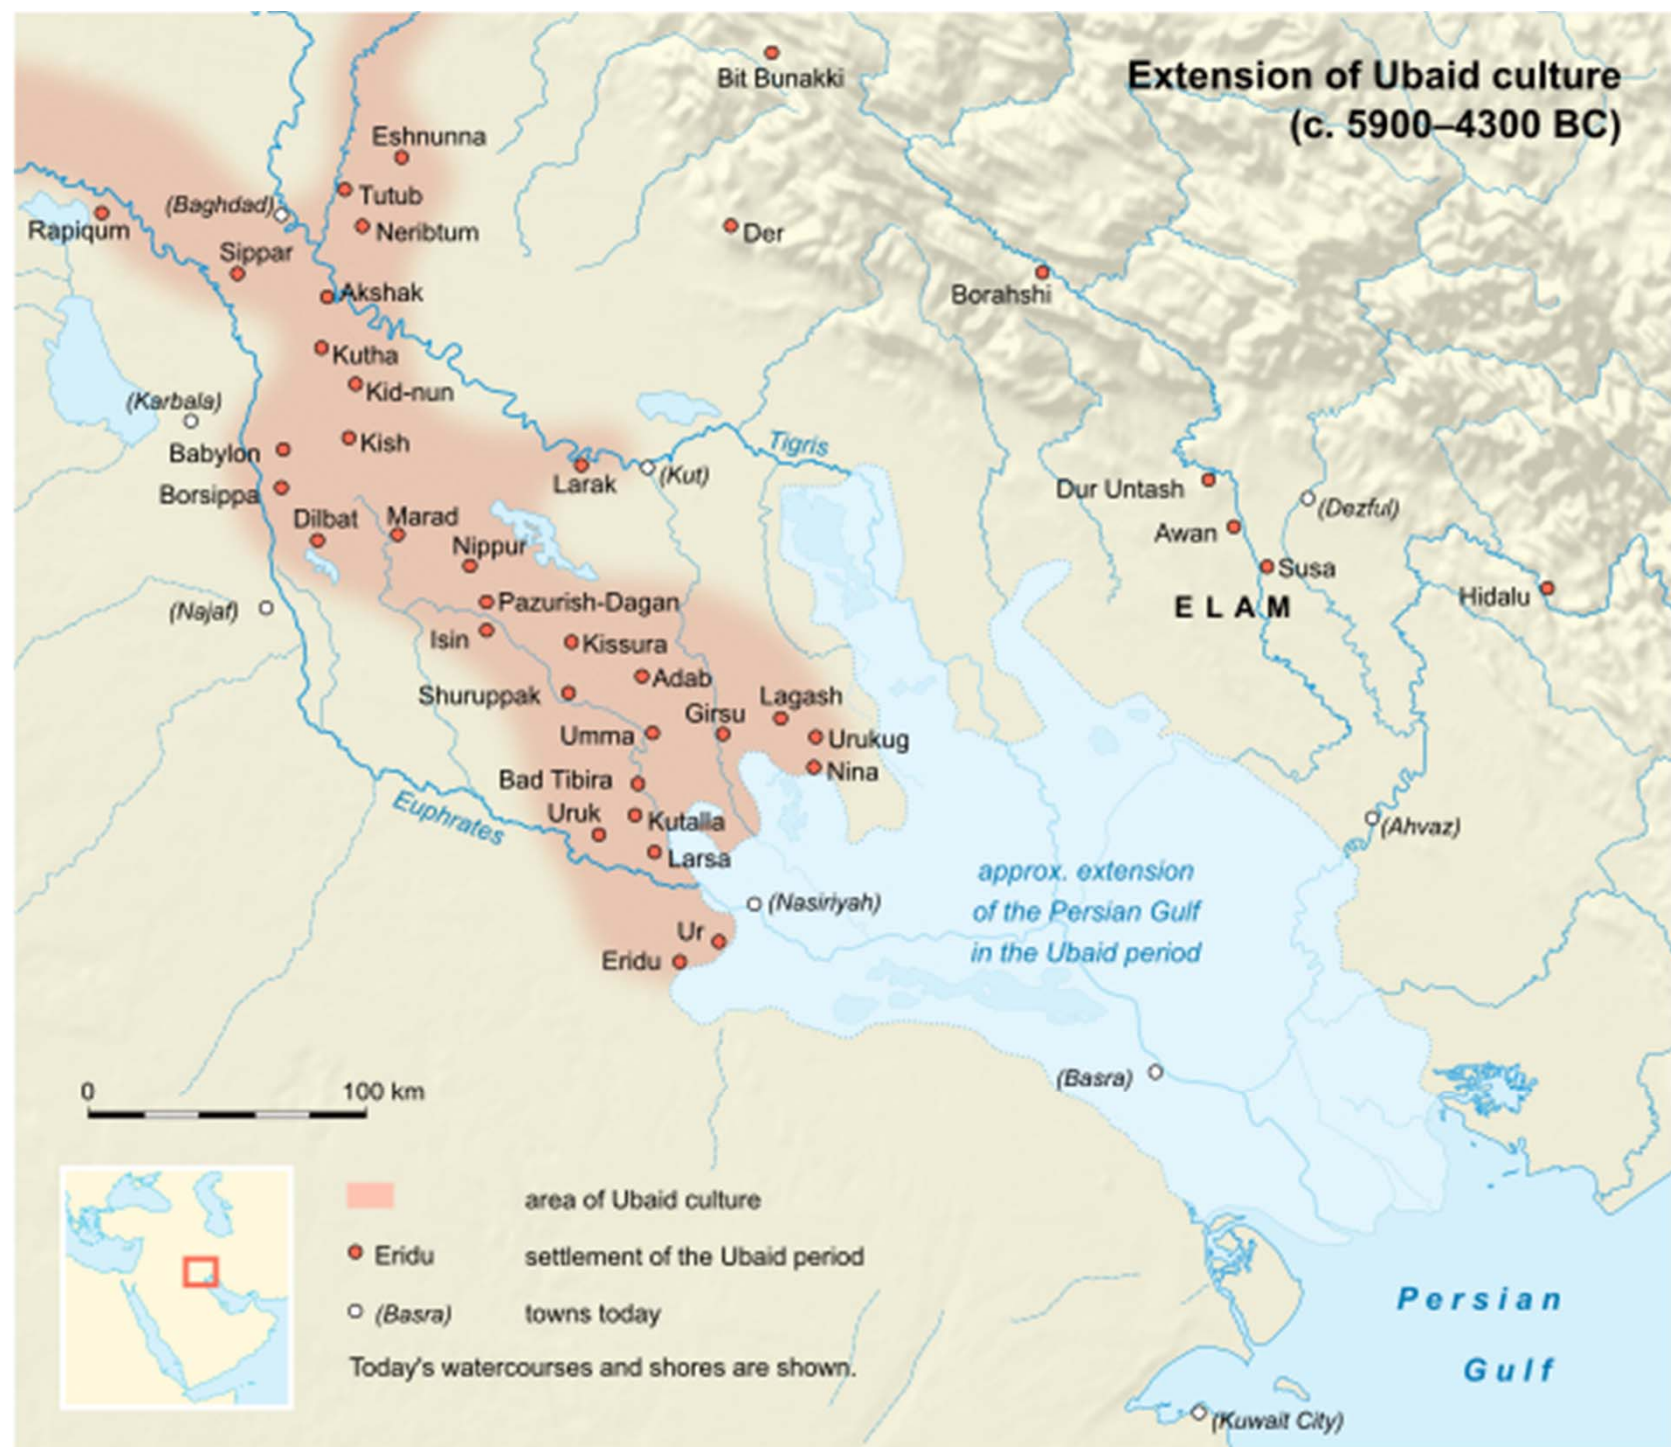 Extension of Ubaid culture
(c. 5900–4300 BC)
Bit Bunakki
Eshnunna
Tutub
(Baghdad)
Neribtum
Rapiqum
Der
Sippar
Akshak
Borahshi
Kutha
Kid-nun
(Karbala)
Kish
Babylon
Tigris
(Kut)
Larak
Borsippa
Dur Untash
(Dezful)
Dilbat
Marad
Awan
Nippur
Susa
Hidalu
Pazurish-Dagan
ELAM
(Najaf)
Isin
Kissura
Adab
Shuruppak
Lagash
Girsu
Umma
Urukug
Nina
Bad Tibira
Euphrates
Uruk
Kutalla
(Ahvaz)
Larsa
approx. extension
of the Persian Gulf
in the Ubaid period
(Nasiriyah)
Ur
Eridu
(Basra)
0 100 km
area of Ubaid culture
Eridu settlement of the Ubaid period
(Basra) towns today
Today's watercourses and shores are shown.
Persian
Gulf
(Kuwait City)